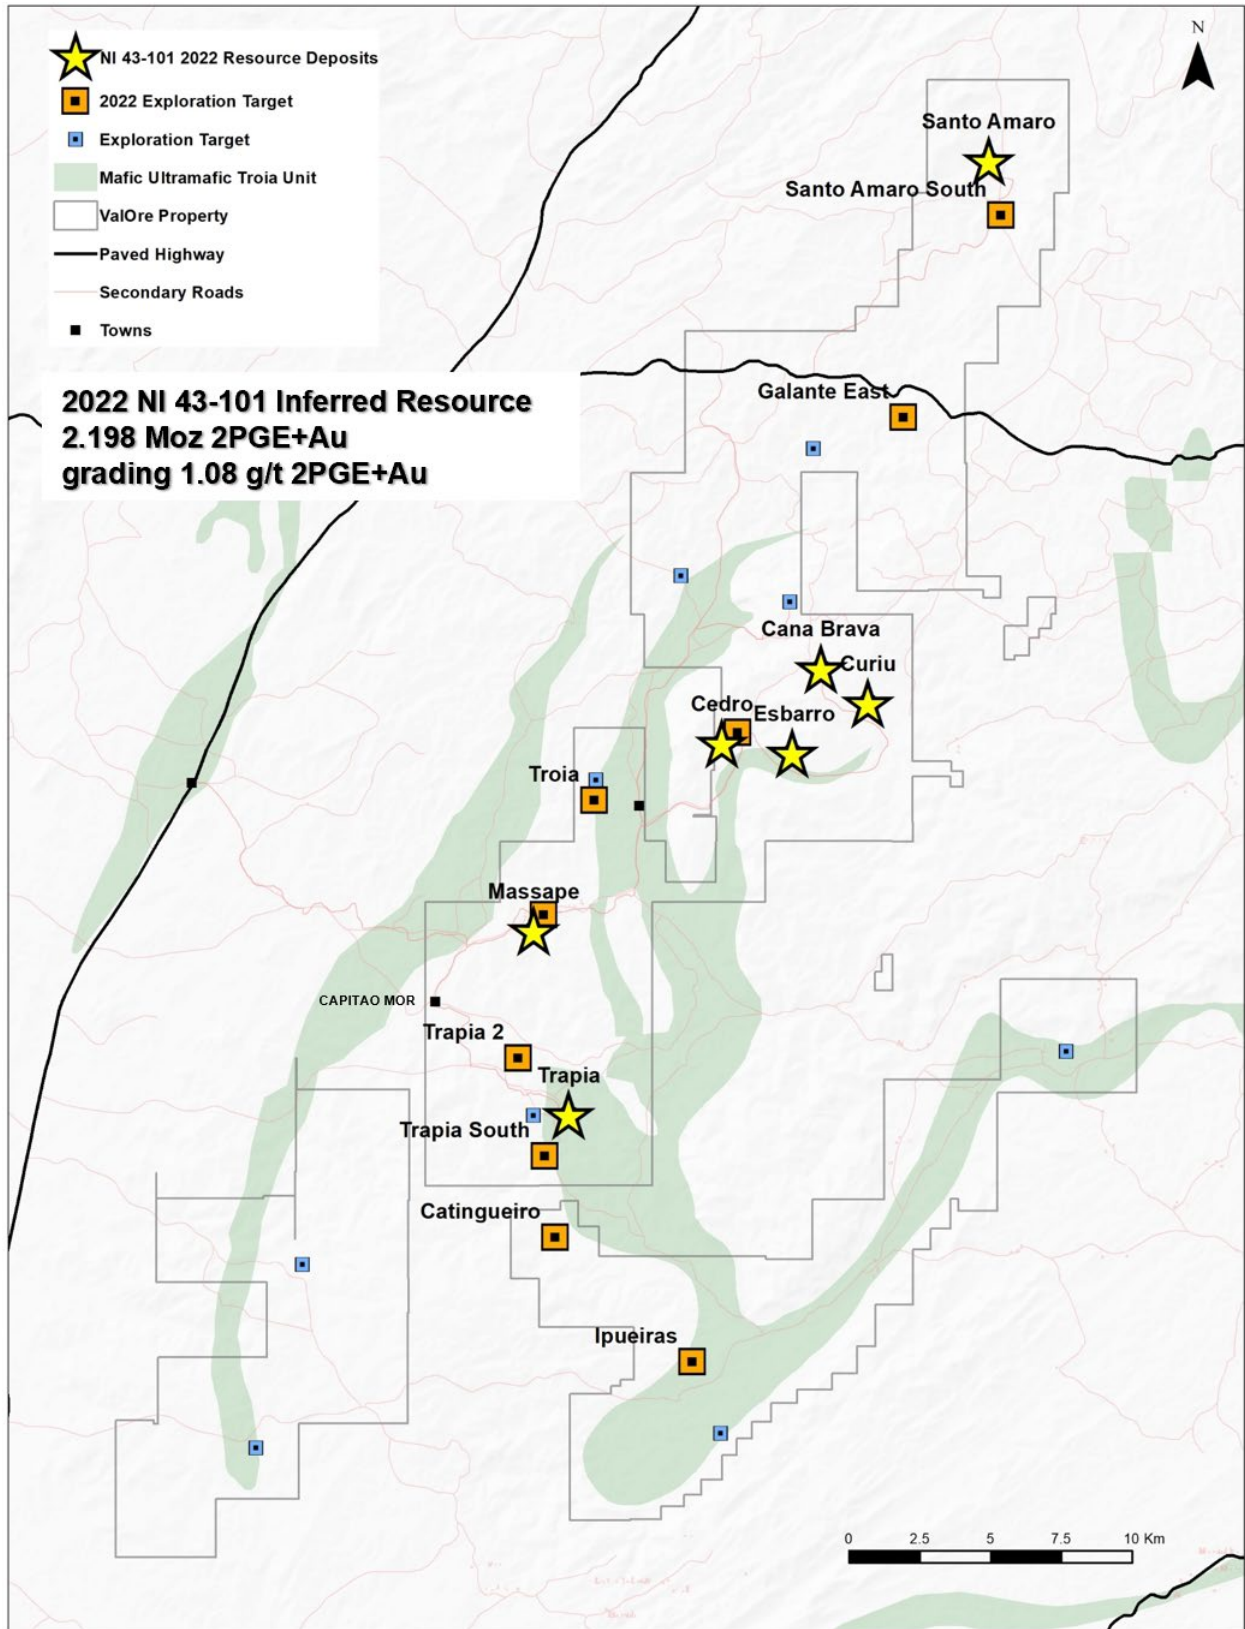 N
NI 43-101 2022 Resource Deposits
2022 Exploration Target
Exploration Target
Mafic Ultramafic Troia Unit
ValOre Property
Paved Highway
Secondary Roads
Towns
2022 NI 43-101 Inferred Resource
2.198 Moz 2PGE+Au
grading 1.08 g/t 2PGE+Au
Santo Amaro
Santo Amaro South
Galante East
Cana Brava
Curiu
Cedro
Esbarro
Troia
Massape
CAPITAO MOR
Trapia 2
Trapia
Trapia South
Catingueiro
Ipueiras
0 2.5 5 7.5 10 Km